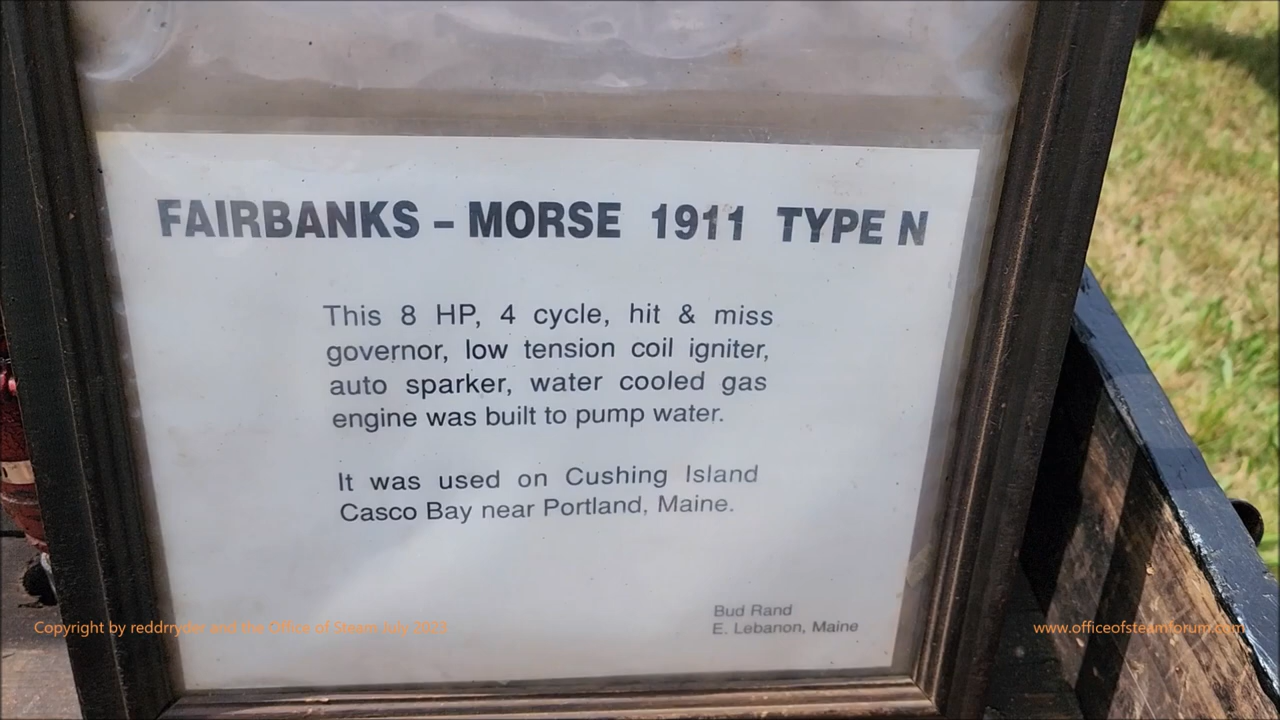 FAIRBANKS – MORSE 1911 TYPE N
This 8 HP, 4 cycle, hit & miss
governor, low tension coil igniter,
auto sparker, water cooled gas
engine was built to pump water.
It was used on Cushing Island
Casco Bay near Portland, Maine.
Bud Rand
E. Lebanon, Maine
Copyright by reddrryder and the Office of Steam July 2023
www.officeofsteamforum.com